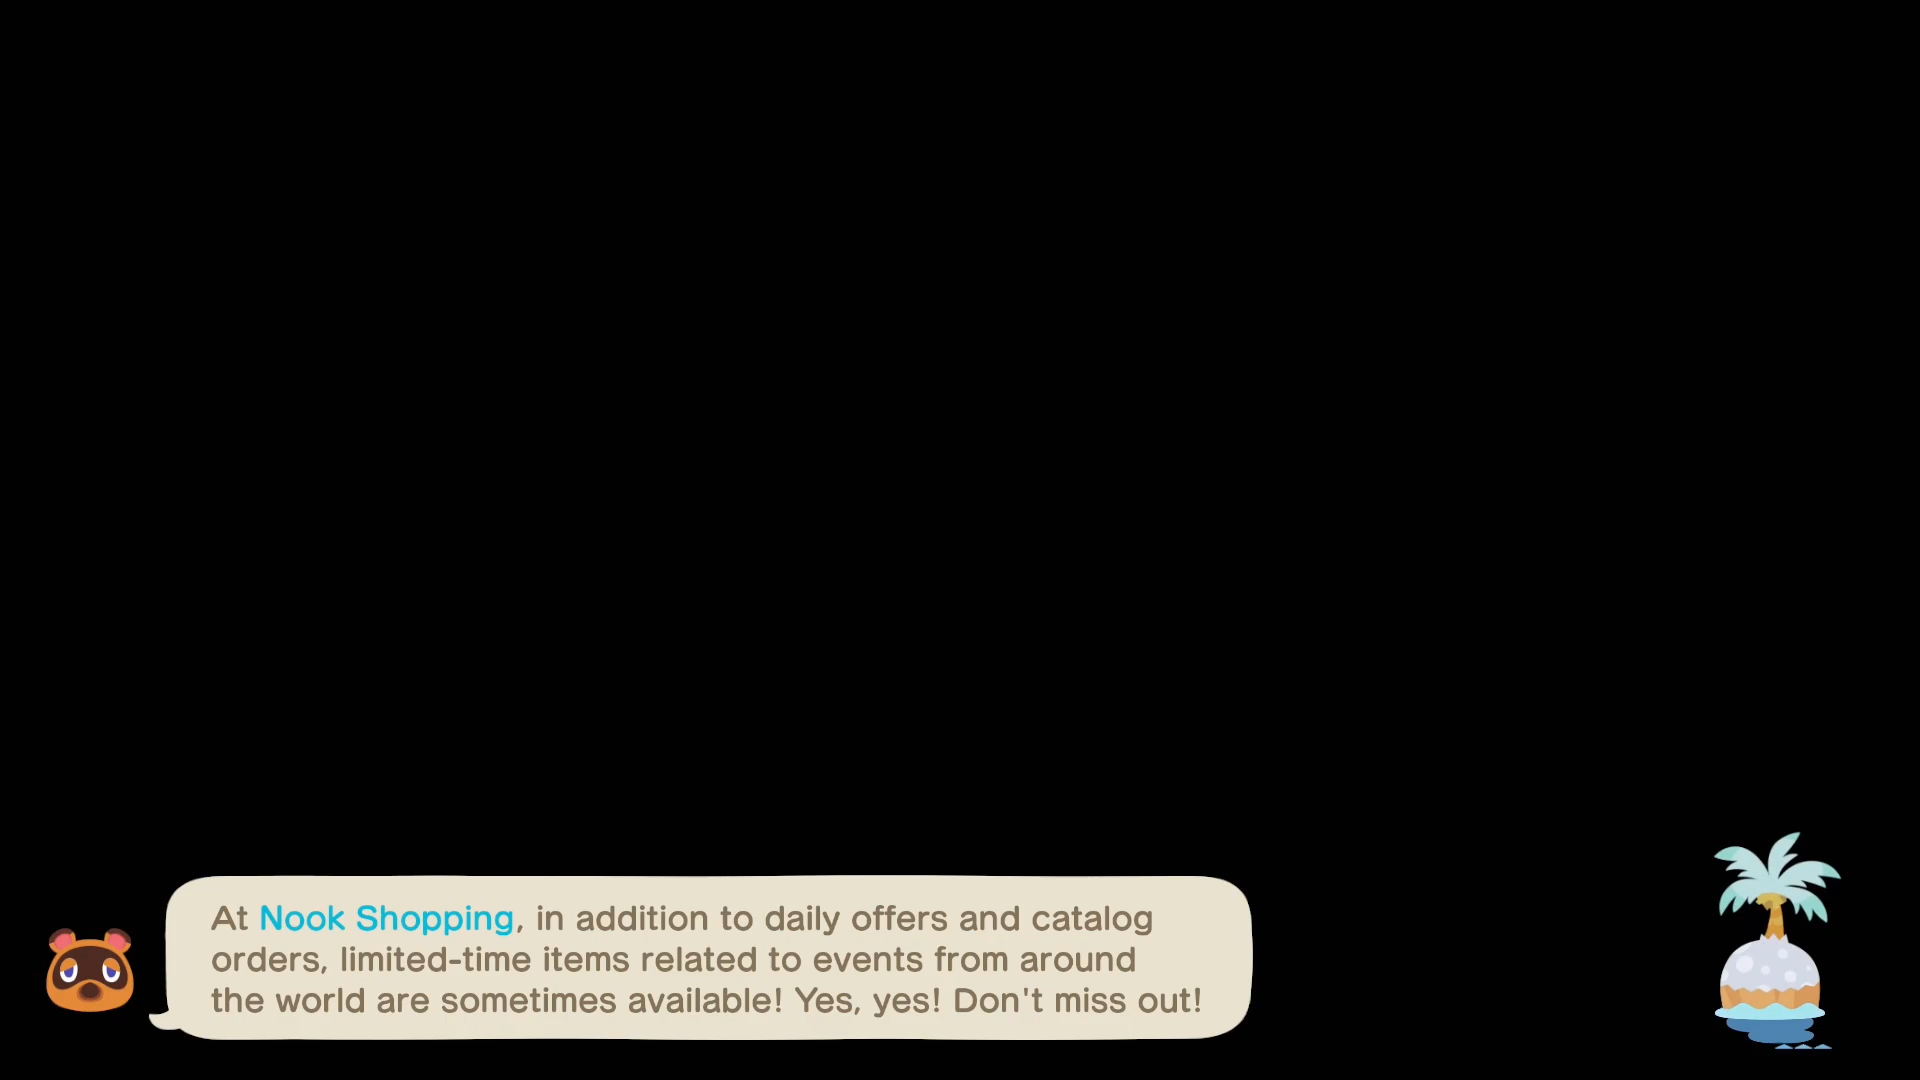 At Nook Shopping, in addition to daily offers and catalog
orders, limited-time items related to events from around
the world are sometimes available! Yes, yes! Don't miss out!